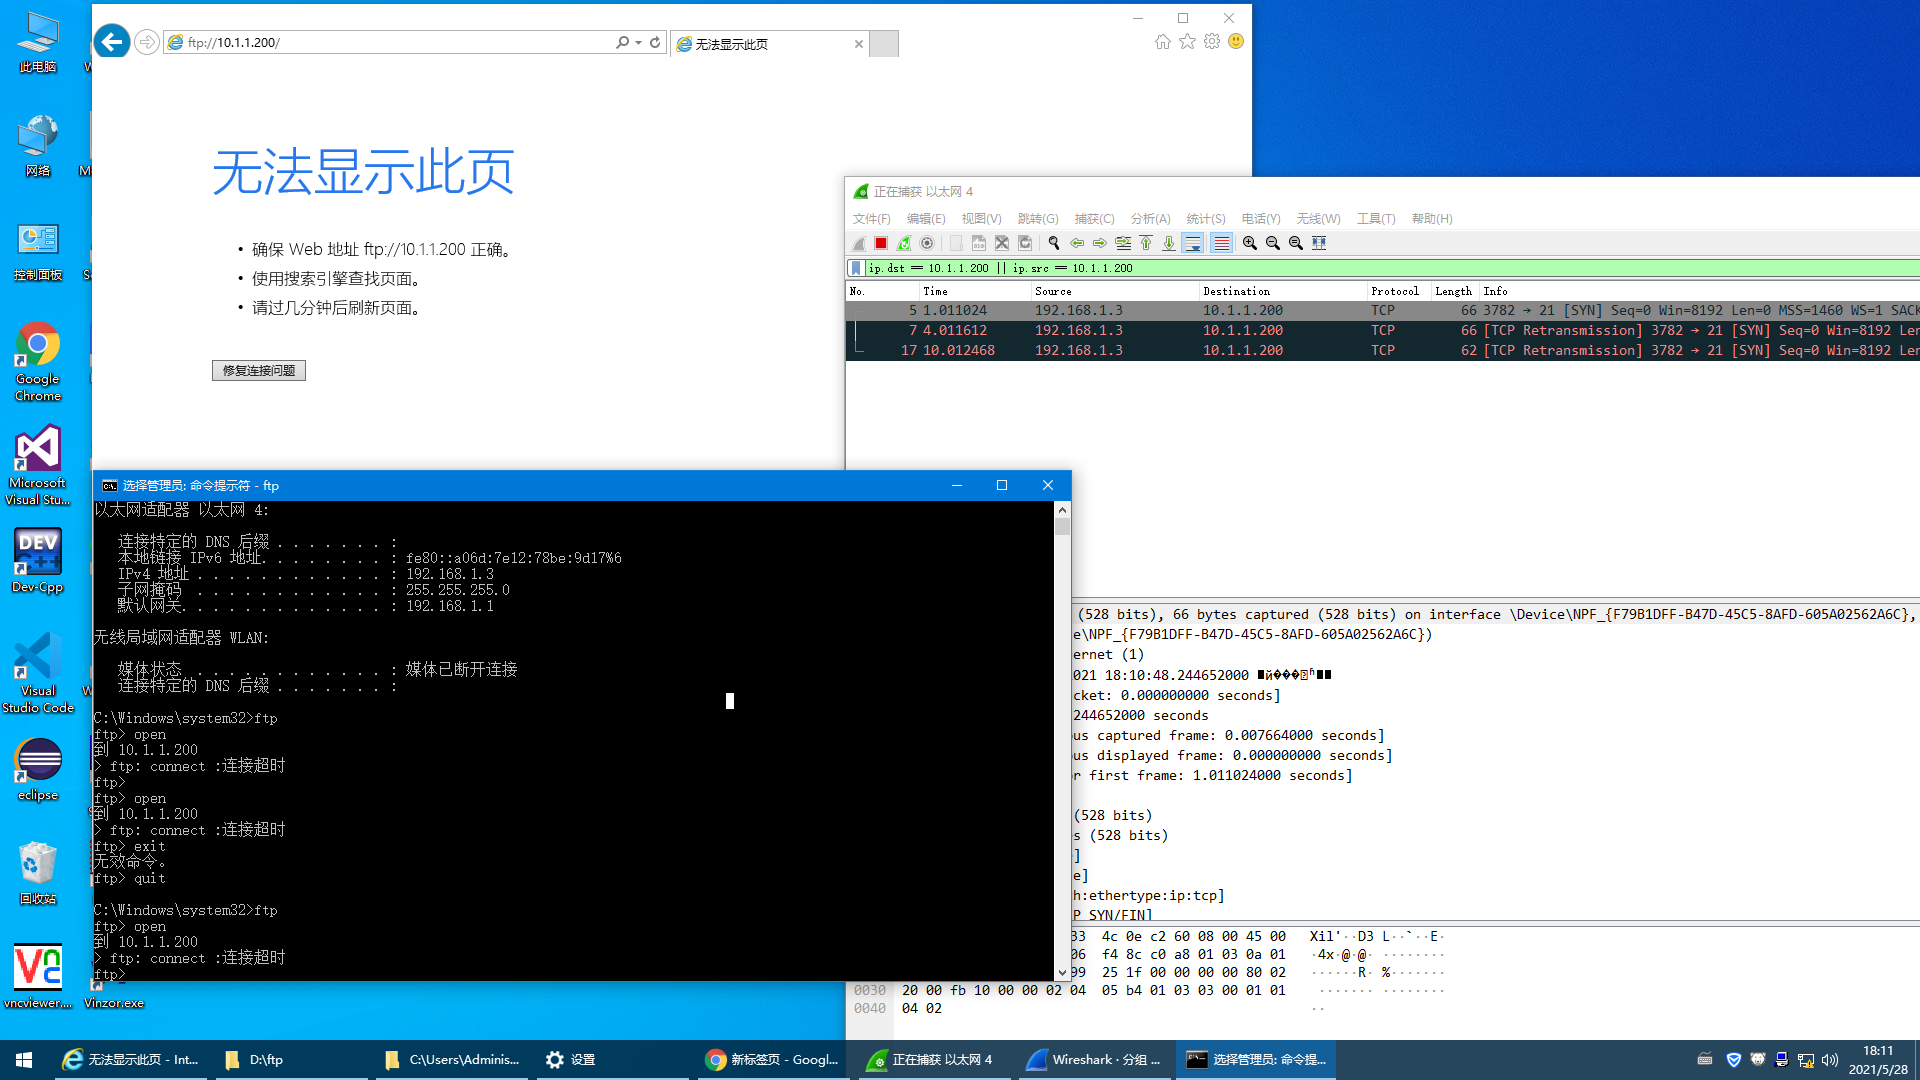 此电脑
网络
控制面板
Google
Chrome
Microsoft
Visual Stu...
DEV
C++
Dev-Cpp
Visual
Studio Code
eclipse
回收站
vncviewer....
Vinzor.exe
ftp://10.1.1.200/
无法显示此页
无法显示此页
• 确保 Web 地址 ftp://10.1.1.200 正确。
• 使用搜索引擎查找页面。
• 请过几分钟后刷新页面。
修复连接问题
正在捕获 以太网 4
文件(F) 编辑(E) 视图(V) 跳转(G) 捕获(C) 分析(A) 统计(S) 电话(Y) 无线(W) 工具(T) 帮助(H)
ip.dst == 10.1.1.200 || ip.src == 10.1.1.200
No. Time Source Destination Protocol Length Info
5 1.011024 192.168.1.3 10.1.1.200 TCP 66 3782 → 21 [SYN] Seq=0 Win=8192 Len=0 MSS=1460 WS=1 SACK
7 4.011612 192.168.1.3 10.1.1.200 TCP 66 [TCP Retransmission] 3782 → 21 [SYN] Seq=0 Win=8192 Len
17 10.012468 192.168.1.3 10.1.1.200 TCP 62 [TCP Retransmission] 3782 → 21 [SYN] Seq=0 Win=8192 Len
选择管理员: 命令提示符 - ftp
以太网适配器 以太网 4:
连接特定的 DNS 后缀 . . . . . . . :
本地链接 IPv6 地址. . . . . . . . : fe80::a06d:7e12:78be:9d17%6
IPv4 地址 . . . . . . . . . . . . : 192.168.1.3
子网掩码 . . . . . . . . . . . . : 255.255.255.0
默认网关. . . . . . . . . . . . . : 192.168.1.1
无线局域网适配器 WLAN:
媒体状态 . . . . . . . . . . . . : 媒体已断开连接
连接特定的 DNS 后缀 . . . . . . . :
C:\Windows\system32>ftp
ftp> open
到 10.1.1.200
> ftp: connect :连接超时
ftp>
ftp> open
到 10.1.1.200
> ftp: connect :连接超时
ftp> exit
无效命令。
ftp> quit
C:\Windows\system32>ftp
ftp> open
到 10.1.1.200
> ftp: connect :连接超时
ftp>
(528 bits), 66 bytes captured (528 bits) on interface \Device\NPF_{F79B1DFF-B47D-45C5-8AFD-605A02562A6C},
e\NPF_{F79B1DFF-B47D-45C5-8AFD-605A02562A6C})
ernet (1)
021 18:10:48.244652000
cket: 0.000000000 seconds]
244652000 seconds
us captured frame: 0.007664000 seconds]
us displayed frame: 0.000000000 seconds]
r first frame: 1.011024000 seconds]
(528 bits)
s (528 bits)
]
e]
h:ethertype:ip:tcp]
P SYN/FIN]
33 4c 0e c2 60 08 00 45 00 Xil'··D3 L··`··E·
06 f4 8c c0 a8 01 03 0a 01 ·4x·@·@· ········
99 25 1f 00 00 00 00 80 02 ······R· %·······
0030 20 00 fb 10 00 00 02 04 05 b4 01 03 03 00 01 01 ······· ········
0040 04 02 ··
无法显示此页 - Int...
D:\ftp
C:\Users\Adminis...
设置
新标签页 - Googl...
正在捕获 以太网 4
Wireshark · 分组 ...
选择管理员: 命令提...
18:11
2021/5/28